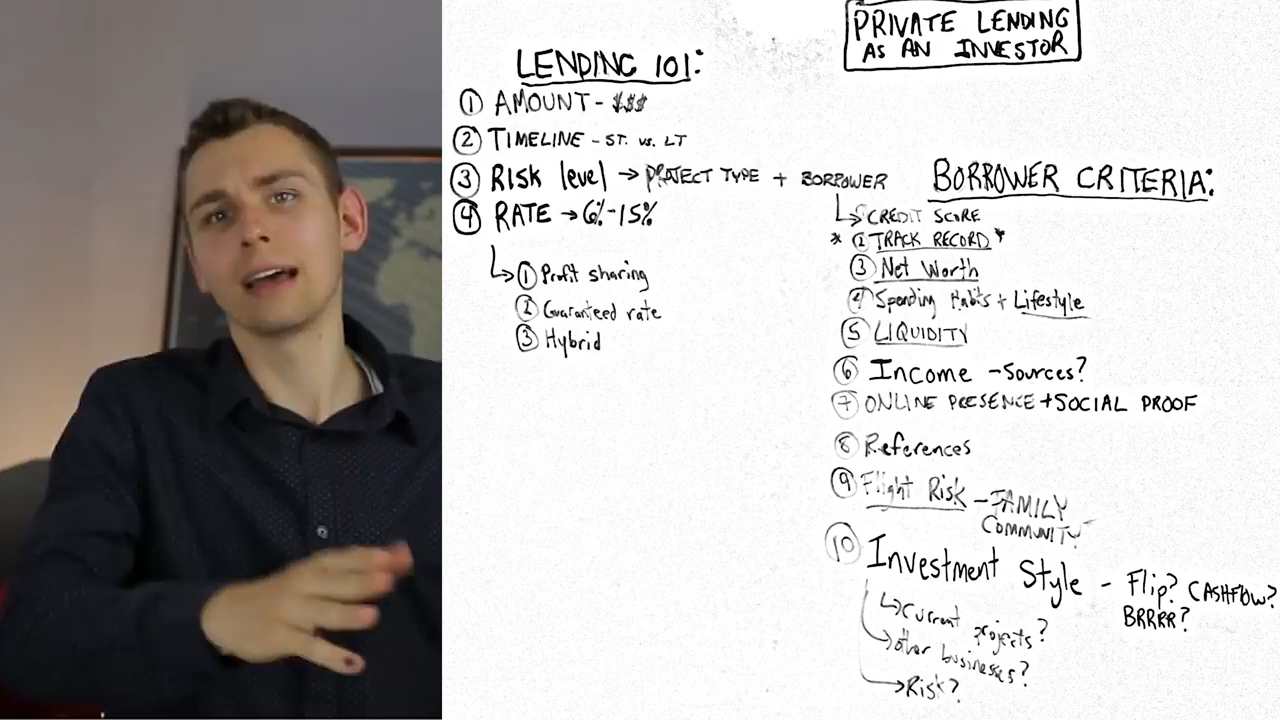 PRIVATE LENDING
AS AN INVESTOR
LENDING 101:
① AMOUNT - $$$
② TIMELINE - ST. vs. LT
③ RISK level → PROJECT TYPE + BORROWER
④ RATE → 6% - 15%
① Profit sharing
② Guaranteed rate
③ Hybrid
BORROWER CRITERIA:
CREDIT SCORE
* ② TRACK RECORD *
③ Net Worth
④ Spending Habits + Lifestyle
⑤ LIQUIDITY
⑥ Income - Sources?
⑦ ONLINE PRESENCE + SOCIAL PROOF
⑧ References
⑨ Flight Risk - FAMILY
COMMUNITY
⑩ Investment Style - Flip? CASHFLOW?
BRRRR?
↳ current projects?
→ other businesses?
→ Risk?